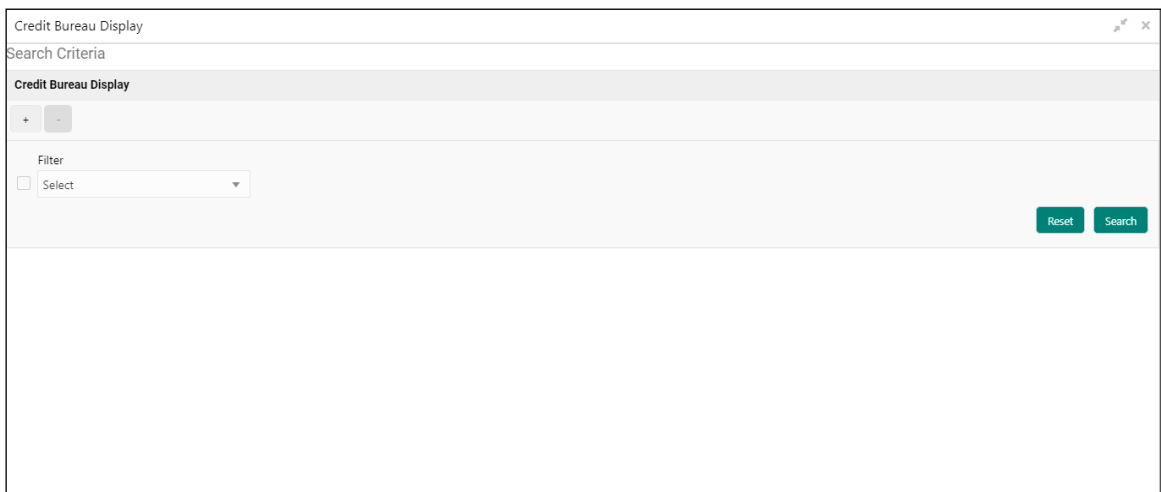 Credit Bureau Display
Search Criteria
Credit Bureau Display
+ -
Filter
Select
Reset Search